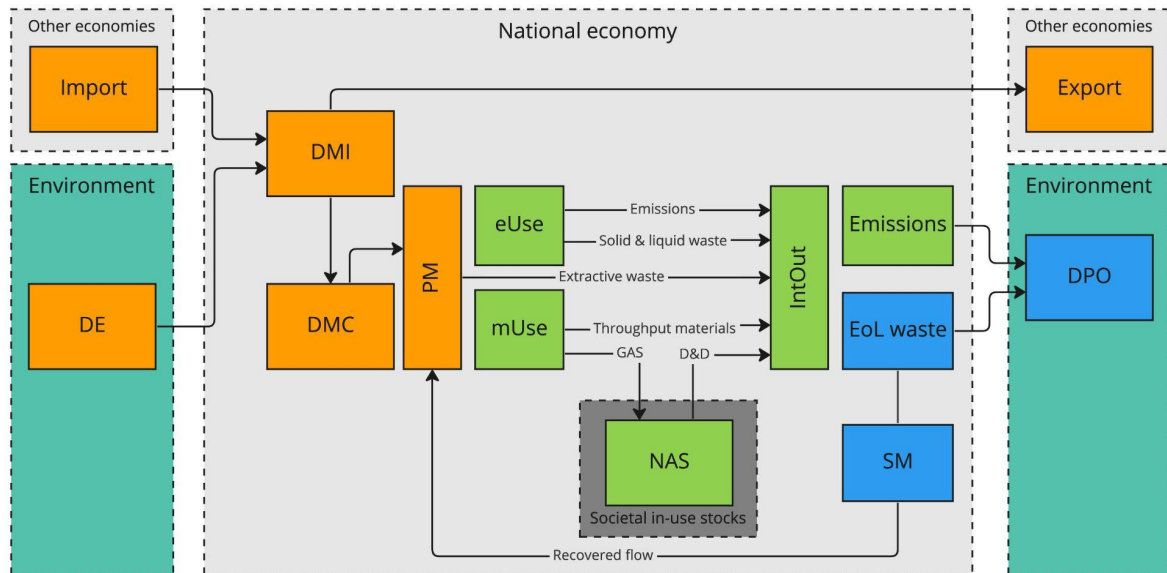 Other economies
Import
Environment
DE
National economy
DMI
DMC
PM
eUse
mUse
Emissions
Solid & liquid waste
Extractive waste
Throughput materials
GAS
D&D
NAS
Societal in-use stocks
IntOut
Emissions
EoL waste
SM
Recovered flow
Other economies
Export
Environment
DPO